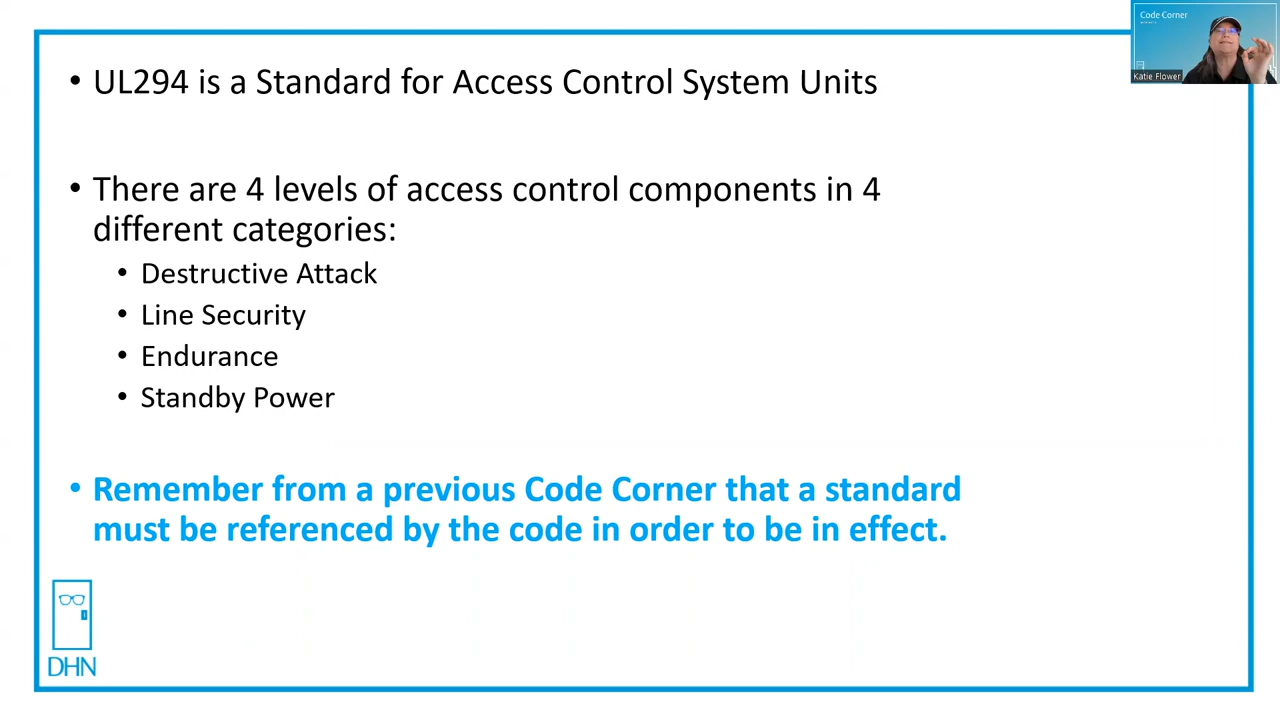 Code Corner
Katie Flower
• UL294 is a Standard for Access Control System Units
• There are 4 levels of access control components in 4
different categories:
• Destructive Attack
• Line Security
• Endurance
• Standby Power
• Remember from a previous Code Corner that a standard
must be referenced by the code in order to be in effect.
DHN